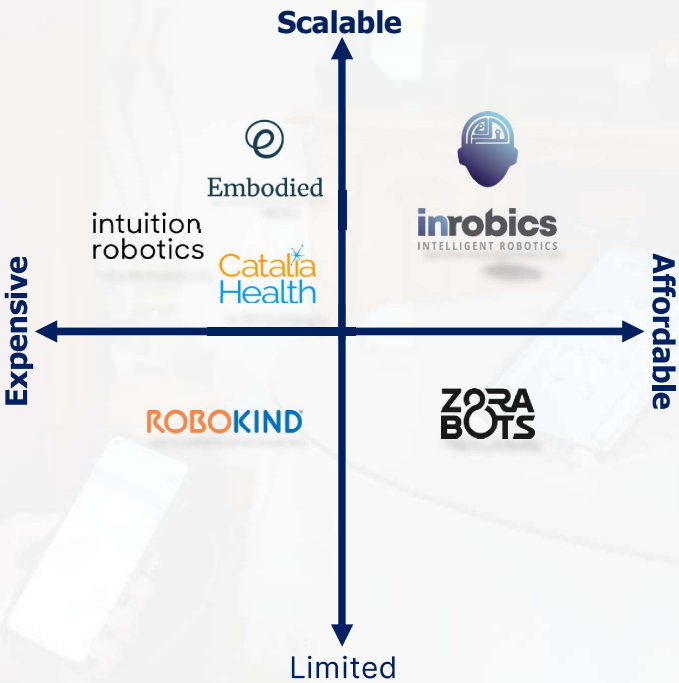 Scalable
Embodied
intuition
robotics
Catalia
Health
inrobics
INTELLIGENT ROBOTICS
Expensive
Affordable
ROBOKIND
ZORA
BOTS
Limited